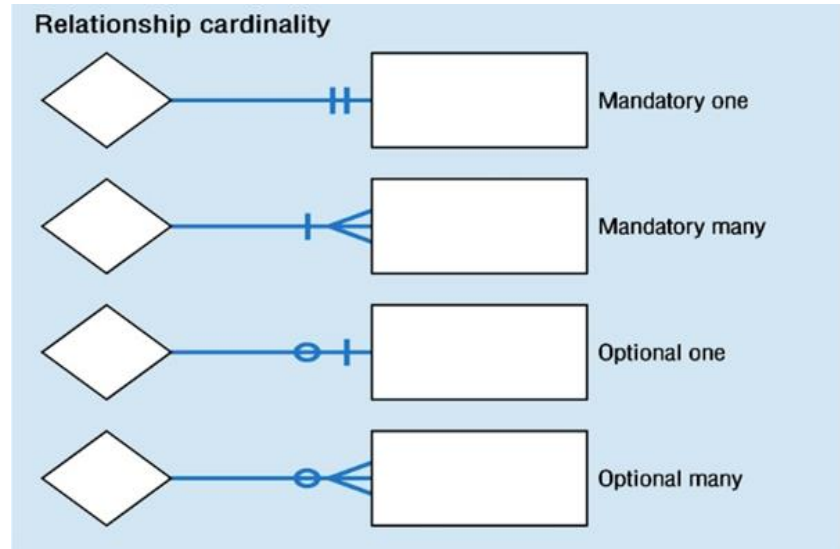 Relationship cardinality
Mandatory one
Mandatory many
Optional one
Optional many